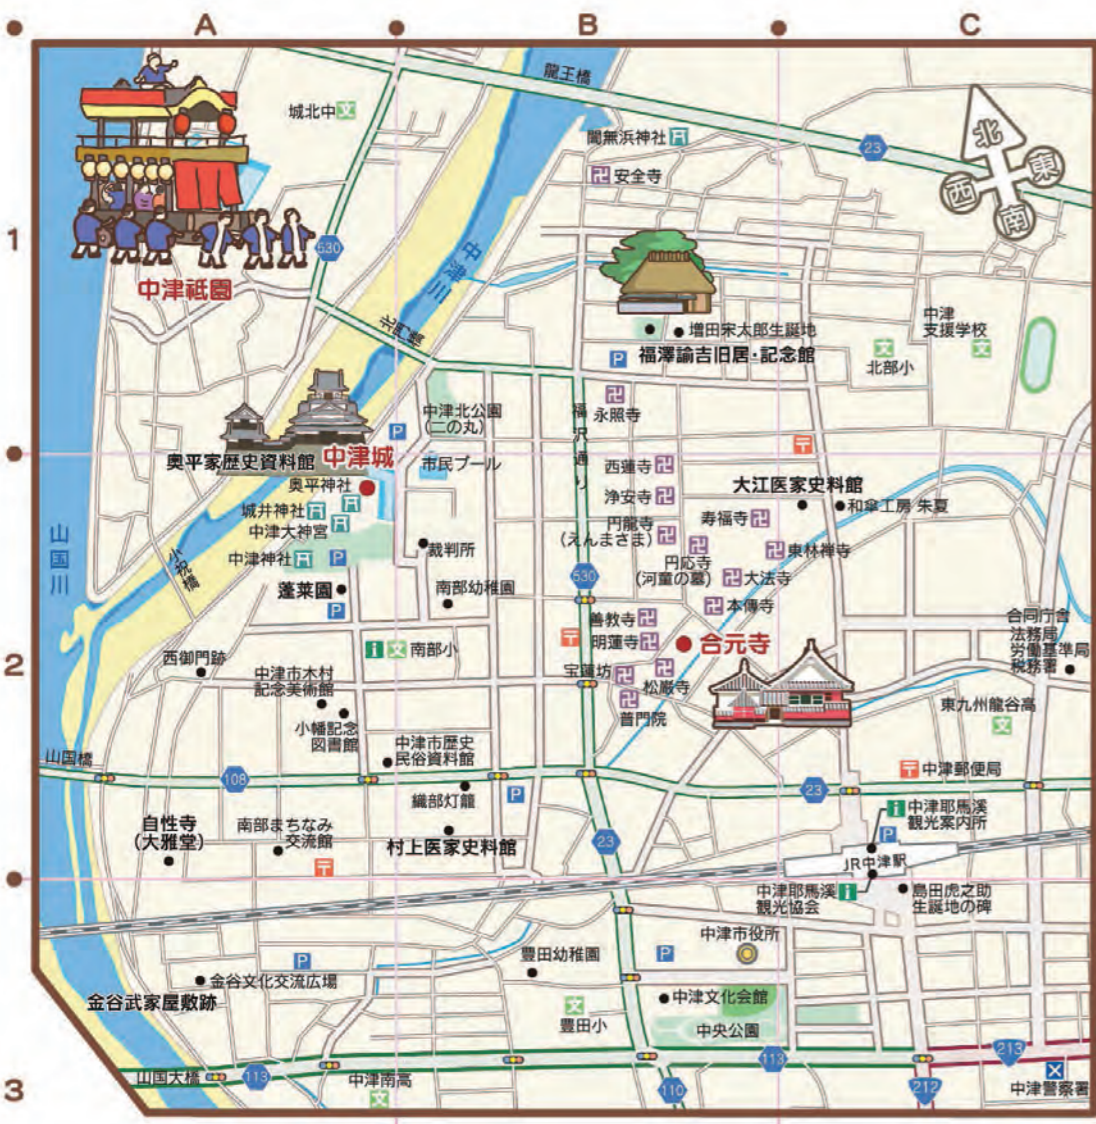 A
B
C
龍王橋
城北中
文
闇無浜神社
23
安全寺
北
東
西
南
1
530
中津川
中津祇園
北門橋
増田宋太郎生誕地
福澤諭吉旧居・記念館
P
中津
支援学校
文
文
北部小
永照寺
中津北公園
(二の丸)
福沢通り
P
奥平家歴史資料館
中津城
市民プール
西蓮寺
奥平神社
大江医家史料館
浄安寺
城井神社
和傘工房 朱夏
寿福寺
中津大神宮
円龍寺
(えんまさま)
山国川
小祝橋
中津神社
P
裁判所
東林禅寺
円応寺
(河童の墓)
大法寺
530
蓬莱園
南部幼稚園
P
本傳寺
善教寺
合同庁舎
法務局
労働基準局
税務署
明蓮寺
合元寺
i
文
南部小
2
西御門跡
宝蓮坊
松巌寺
中津市木村
記念美術館
普門院
東九州龍谷高
文
小幡記念
図書館
中津市歴史
民俗資料館
山国橋
108
中津郵便局
23
織部灯籠
P
i
中津耶馬溪
観光案内所
自性寺
(大雅堂)
南部まちなみ
交流館
村上医家史料館
23
P
JR中津駅
中津耶馬溪
観光協会
i
島田虎之助
生誕地の碑
中津市役所
P
豊田幼稚園
P
金谷文化交流広場
金谷武家屋敷跡
中津文化会館
文
豊田小
中央公園
山国大橋
113
113
213
中津南高
文
110
212
中津警察署
3